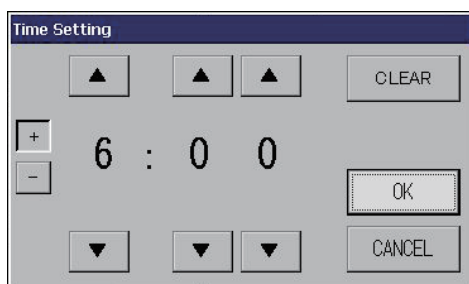 Time Setting
CLEAR
+
6 : 0 0
-
OK
CANCEL